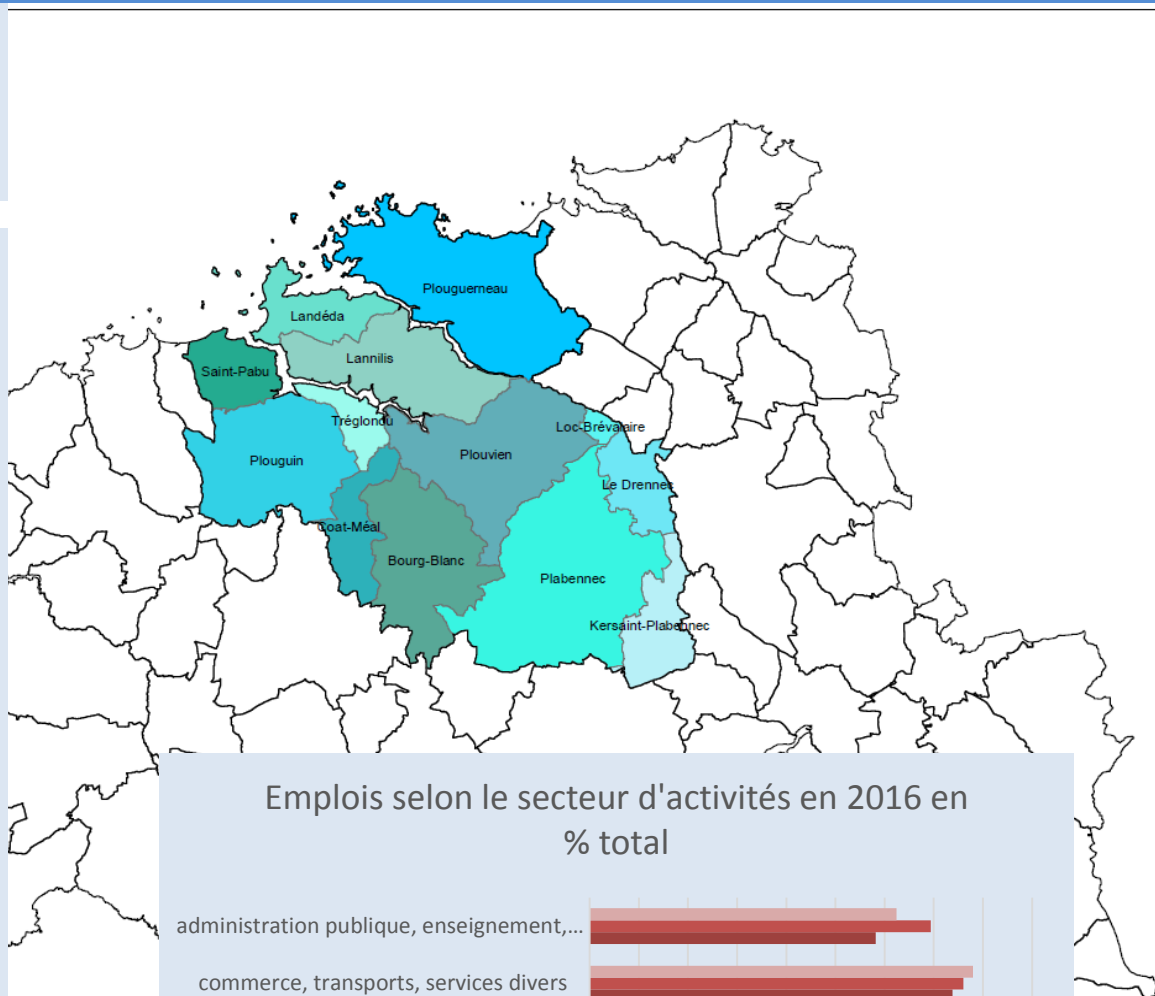 Plouguerneau
Landéda
Lannilis
Saint-Pabu
Tréglonou
Loc-Brévalaire
Plouvien
Plouguin
Le Drennec
Coat-Méal
Bourg-Blanc
Plabennec
Kersaint-Plabennec
Emplois selon le secteur d'activités en 2016 en
% total
administration publique, enseignement,...
commerce, transports, services divers